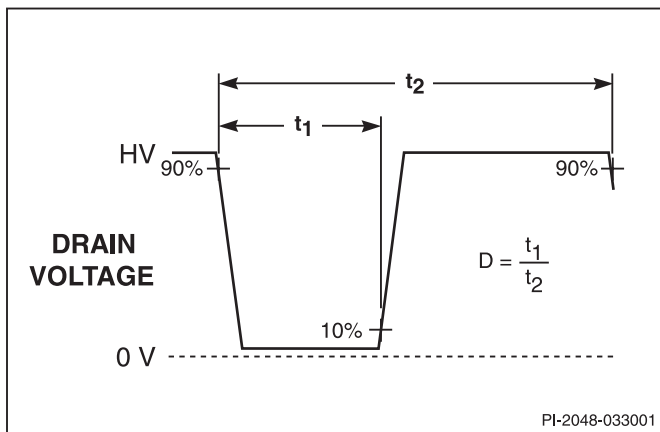 t2
t1
HV
90%
90%
DRAIN
VOLTAGE
D = t1
t2
10%
0 V
PI-2048-033001